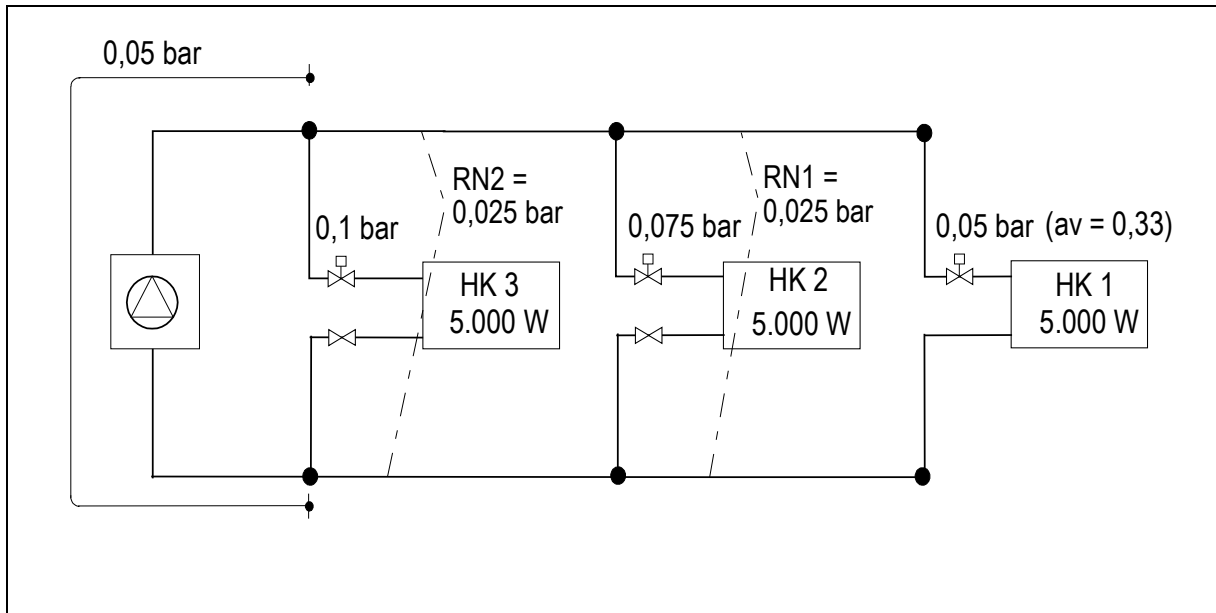 0,05 bar
RN2 =
0,025 bar
RN1 =
0,025 bar
0,1 bar
0,075 bar
0,05 bar (av = 0,33)
HK 3
5.000 W
HK 2
5.000 W
HK 1
5.000 W